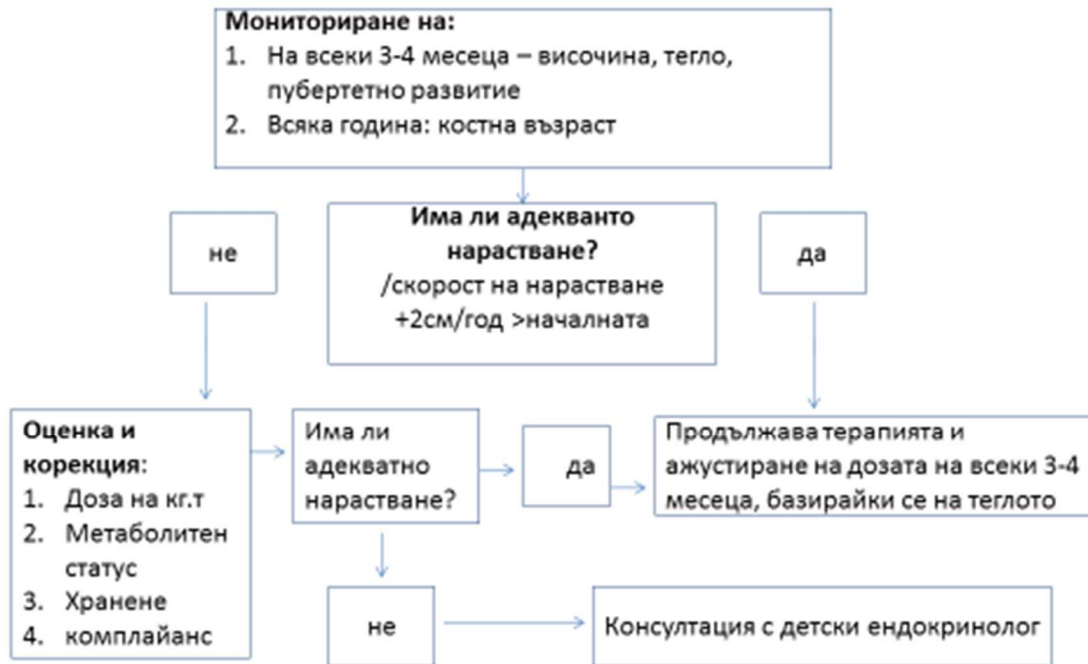 Мониториране на:
1. На всеки 3-4 месеца – височина, тегло,
пубертетно развитие
2. Всяка година: костна възраст
не
Има ли адекванто
нарастване?
/скорост на нарастване
+2см/год >началната
да
Оценка и
корекция:
1. Доза на кг.т
2. Метаболитен
статус
3. Хранене
4. комплайанс
Има ли
адекватно
нарастване?
да
Продължава терапията и
ажустиране на дозата на всеки 3-4
месеца, базирайки се на теглото
не
Консултация с детски ендокринолог